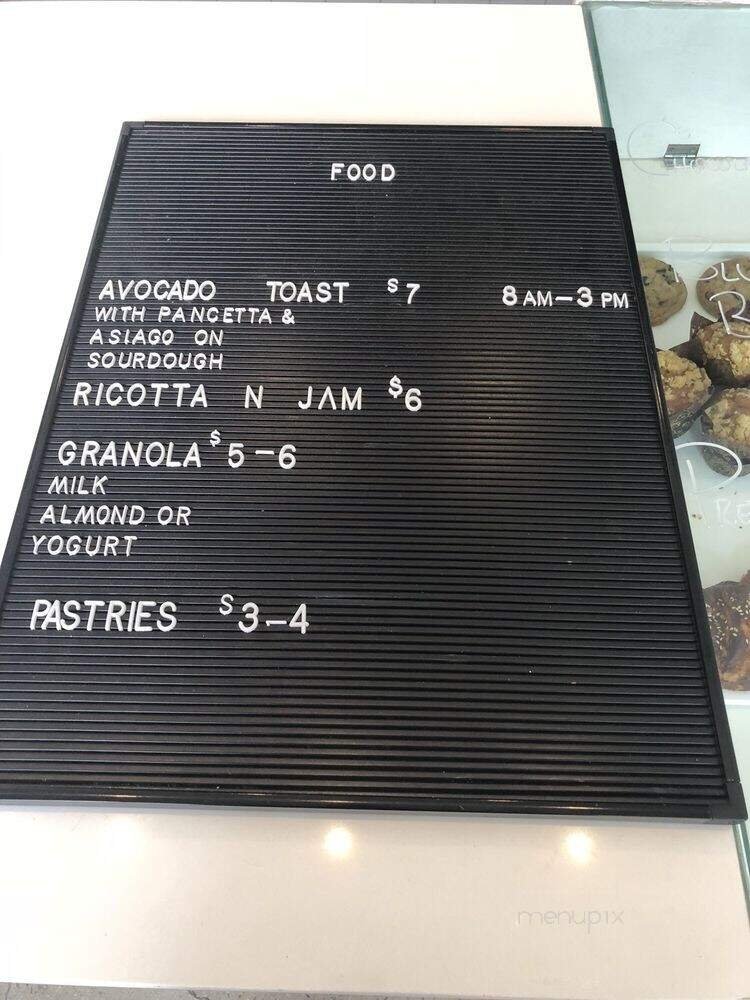 FOOD
AVOCADO TOAST $7 8 AM-3 PM
WITH PANCETTA &
ASIAGO ON
SOURDOUGH
RICOTTA N JAM $6
GRANOLA $5-6
MILK
ALMOND OR
YOGURT
PASTRIES $3-4
menupix